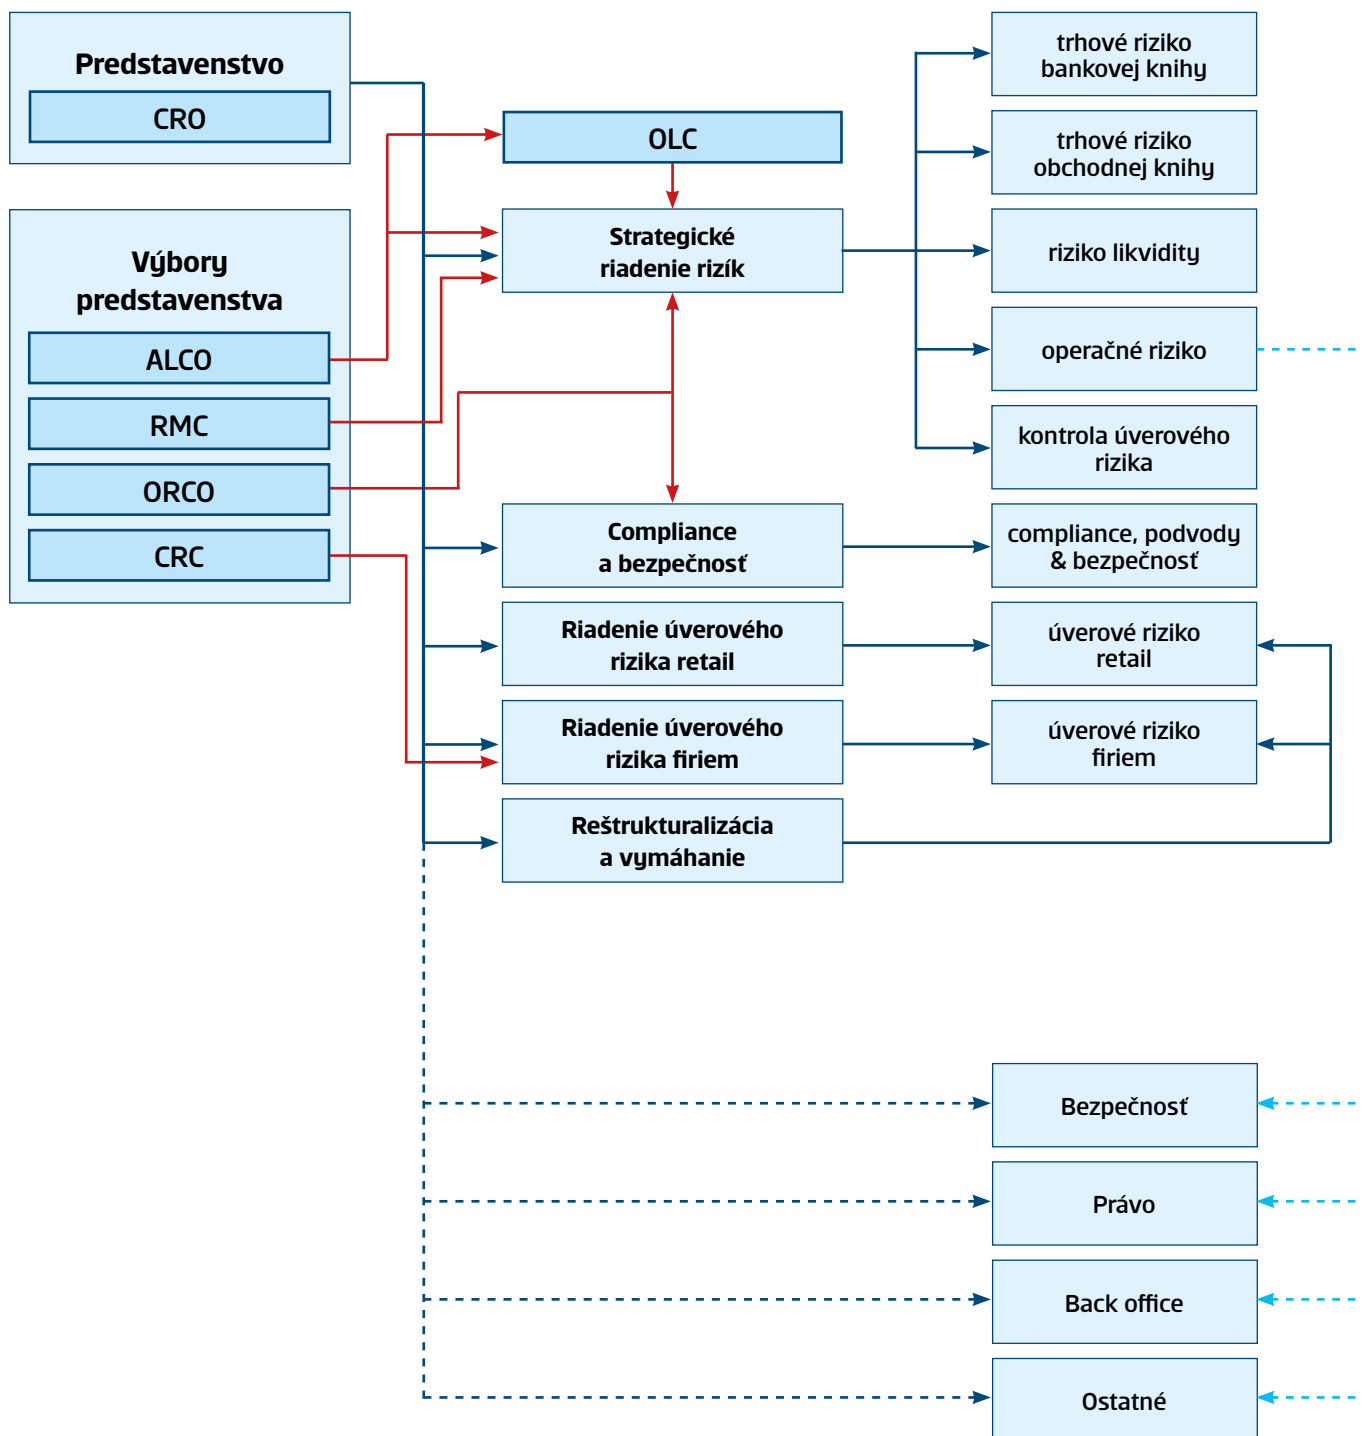 Predstavenstvo
CRO
Výbory
predstavenstva
ALCO
RMC
ORCO
CRC
OLC
Strategické
riadenie rizík
Compliance
a bezpečnosť
Riadenie úverového
rizika retail
Riadenie úverového
rizika firiem
Reštrukturalizácia
a vymáhanie
trhové riziko
bankovej knihy
trhové riziko
obchodnej knihy
riziko likvidity
operačné riziko
kontrola úverového
rizika
compliance, podvody
& bezpečnosť
úverové riziko
retail
úverové riziko
firiem
Bezpečnosť
Právo
Back office
Ostatné